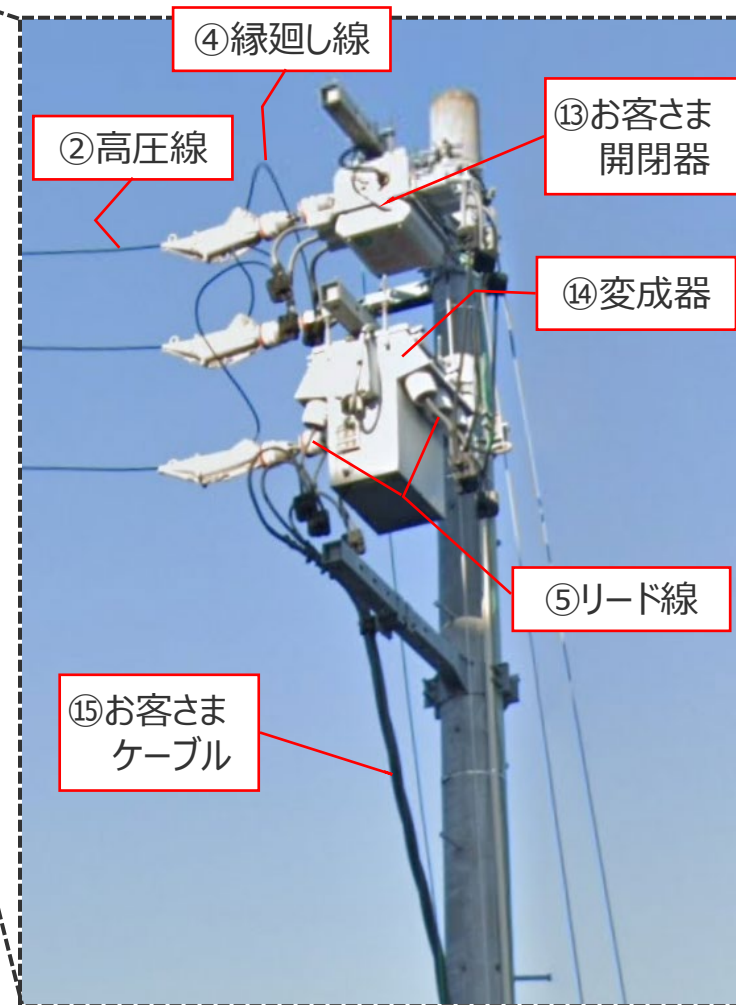 ④縁廻し線
②高圧線
⑬お客さま
開閉器
⑭変成器
⑤リード線
⑮お客さま
ケーブル